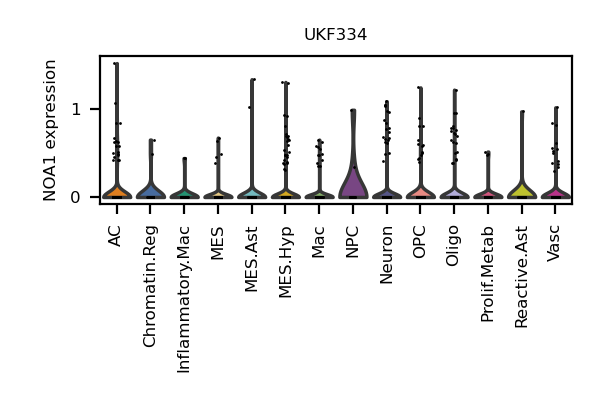 UKF334
NOA1 expression
1
0
AC
Chromatin.Reg
Inflammatory.Mac
MES
MES.Ast
MES.Hyp
Mac
NPC
Neuron
OPC
Oligo
Prolif.Metab
Reactive.Ast
Vasc